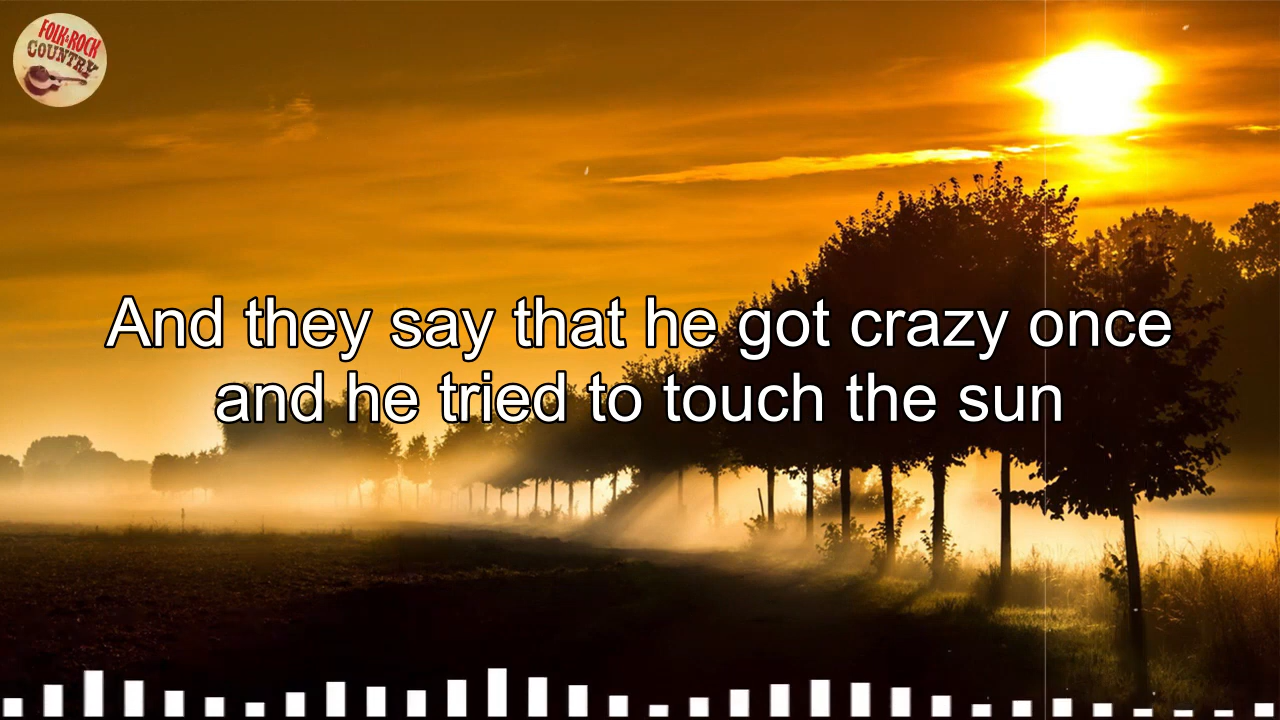 FOLK & ROCK
COUNTRY
And they say that he got crazy once
and he tried to touch the sun